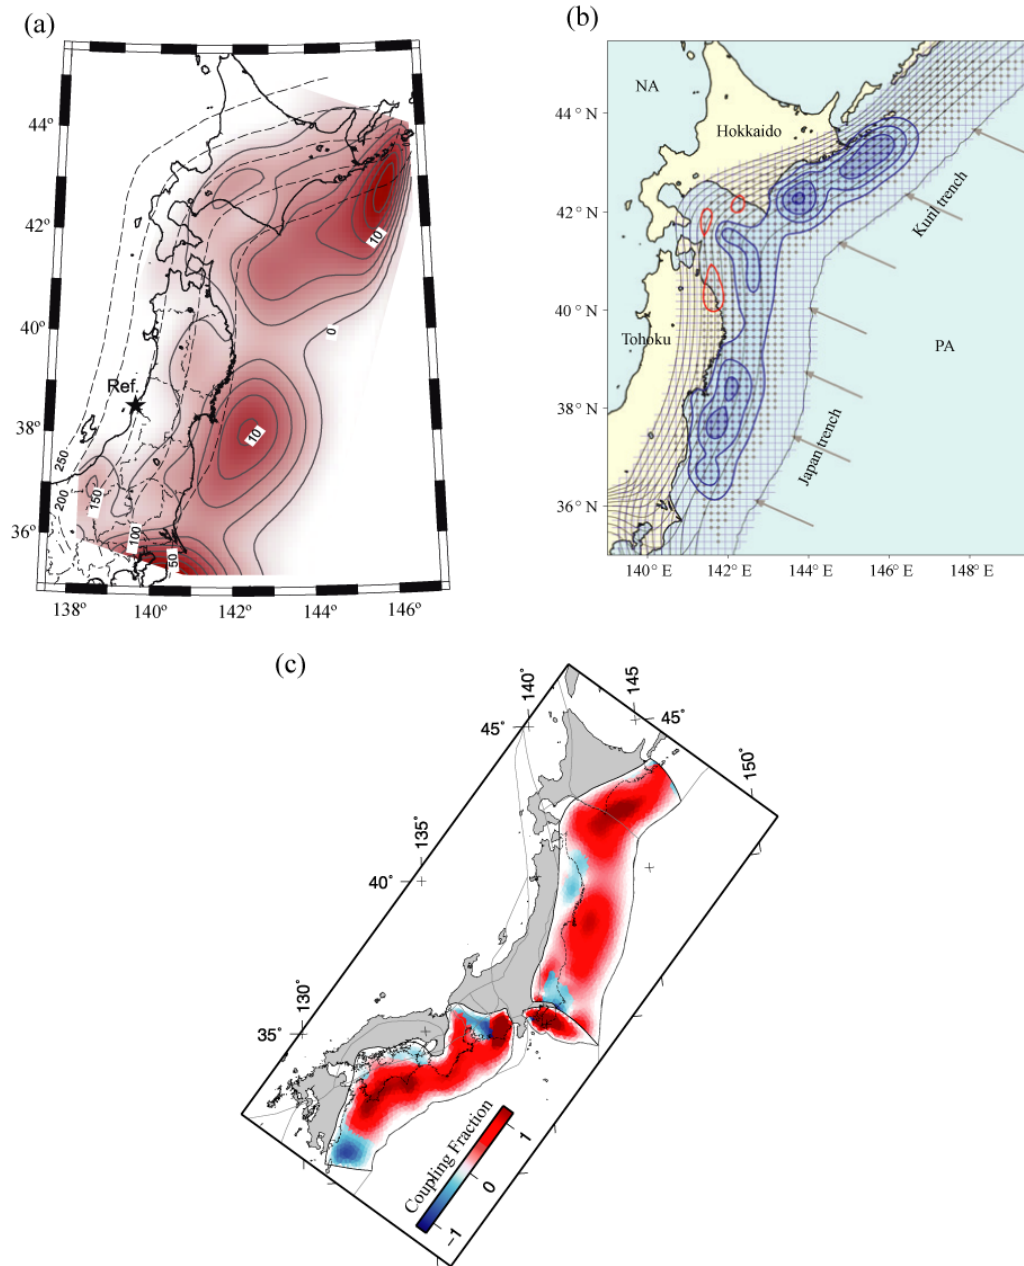 (a)
44°
42°
40°
38°
36°
138°
140°
142°
144°
146°
10
0
10
Ref.
250
200
150
100
50
(b)
NA
Hokkaido
44° N
42° N
Kuril trench
40° N
Tohoku
PA
38° N
Japan trench
36° N
140° E
142° E
144° E
146° E
148° E
(c)
140°
145
45°
45°
150°
135°
40°
130°
35°
Coupling Fraction
1
0
-1